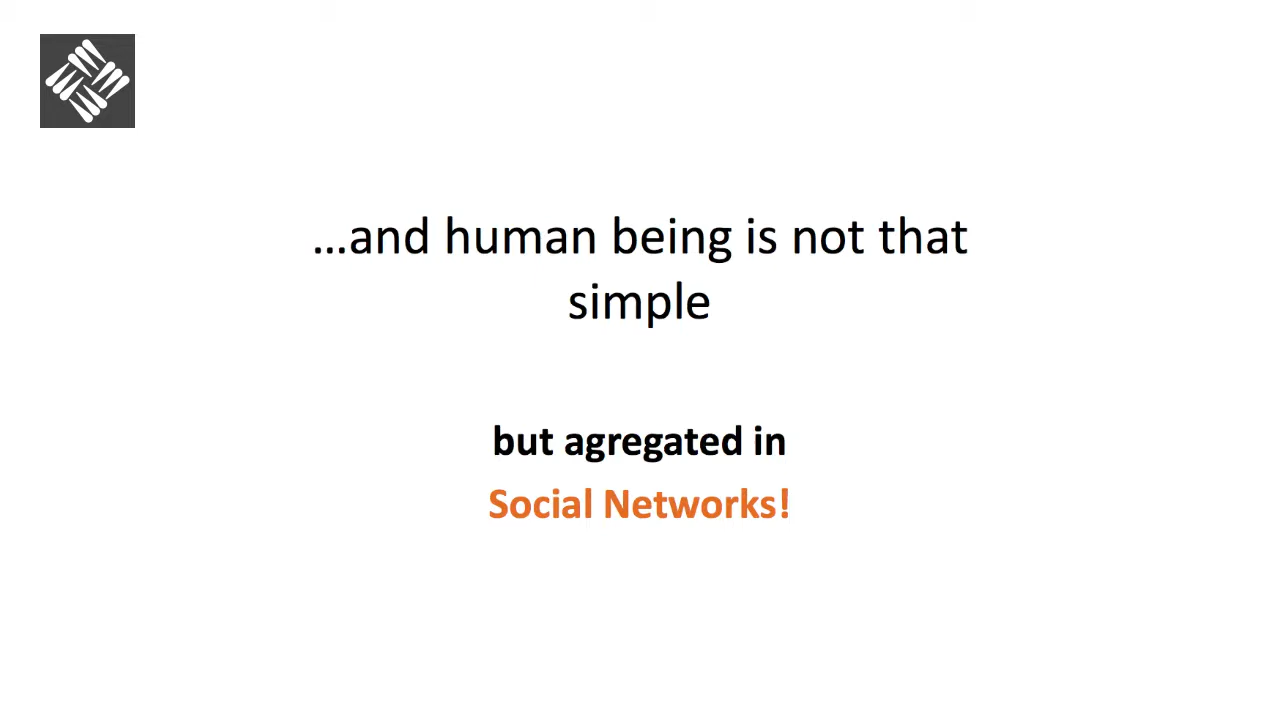 …and human being is not that
simple
but agregated in
Social Networks!